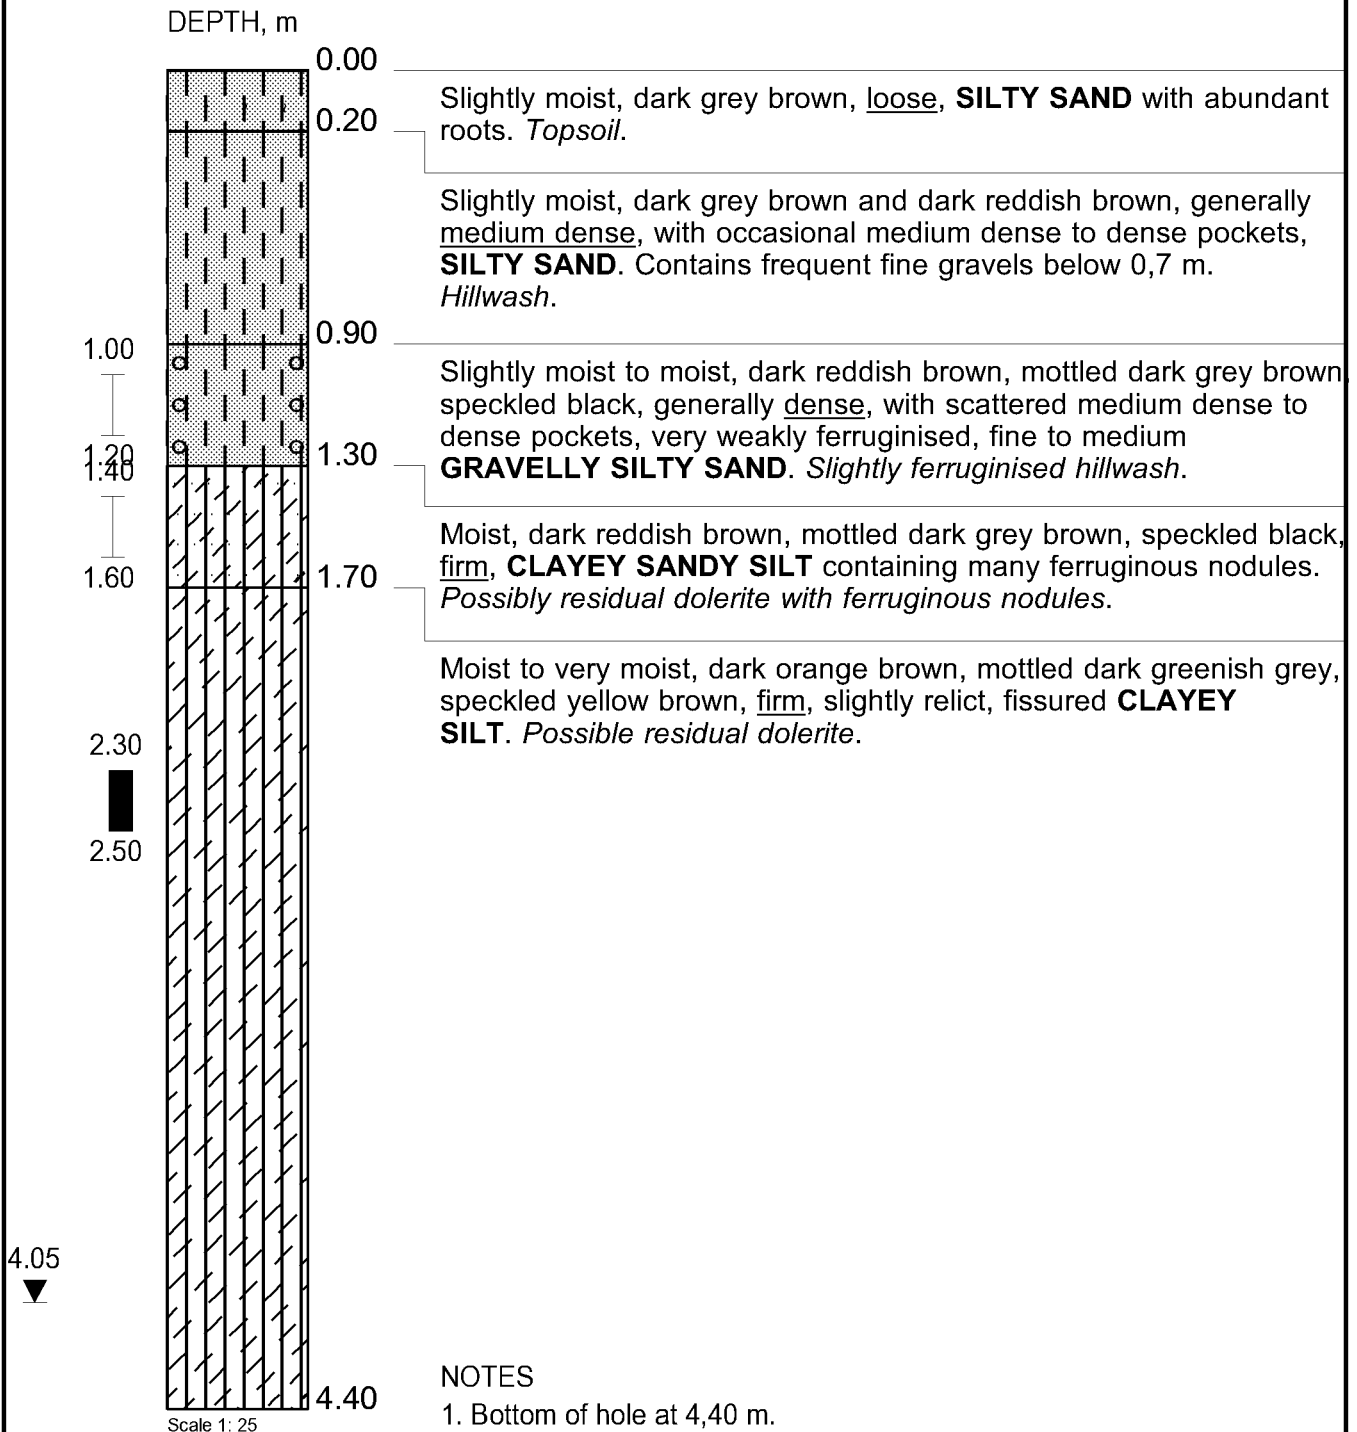 DEPTH, m
0.00
Slightly moist, dark grey brown, loose, SILTY SAND with abundant
roots. Topsoil.
0.20
Slightly moist, dark grey brown and dark reddish brown, generally
medium dense, with occasional medium dense to dense pockets,
SILTY SAND. Contains frequent fine gravels below 0,7 m.
Hillwash.
0.90
1.00
Slightly moist to moist, dark reddish brown, mottled dark grey brown,
speckled black, generally dense, with scattered medium dense to
dense pockets, very weakly ferruginised, fine to medium
GRAVELLY SILTY SAND. Slightly ferruginised hillwash.
1.20
1.30
1.40
Moist, dark reddish brown, mottled dark grey brown, speckled black,
firm, CLAYEY SANDY SILT containing many ferruginous nodules.
Possibly residual dolerite with ferruginous nodules.
1.60
1.70
Moist to very moist, dark orange brown, mottled dark greenish grey,
speckled yellow brown, firm, slightly relict, fissured CLAYEY
SILT. Possible residual dolerite.
2.30
2.50
4.05
4.40
Scale 1: 25
NOTES
1. Bottom of hole at 4,40 m.